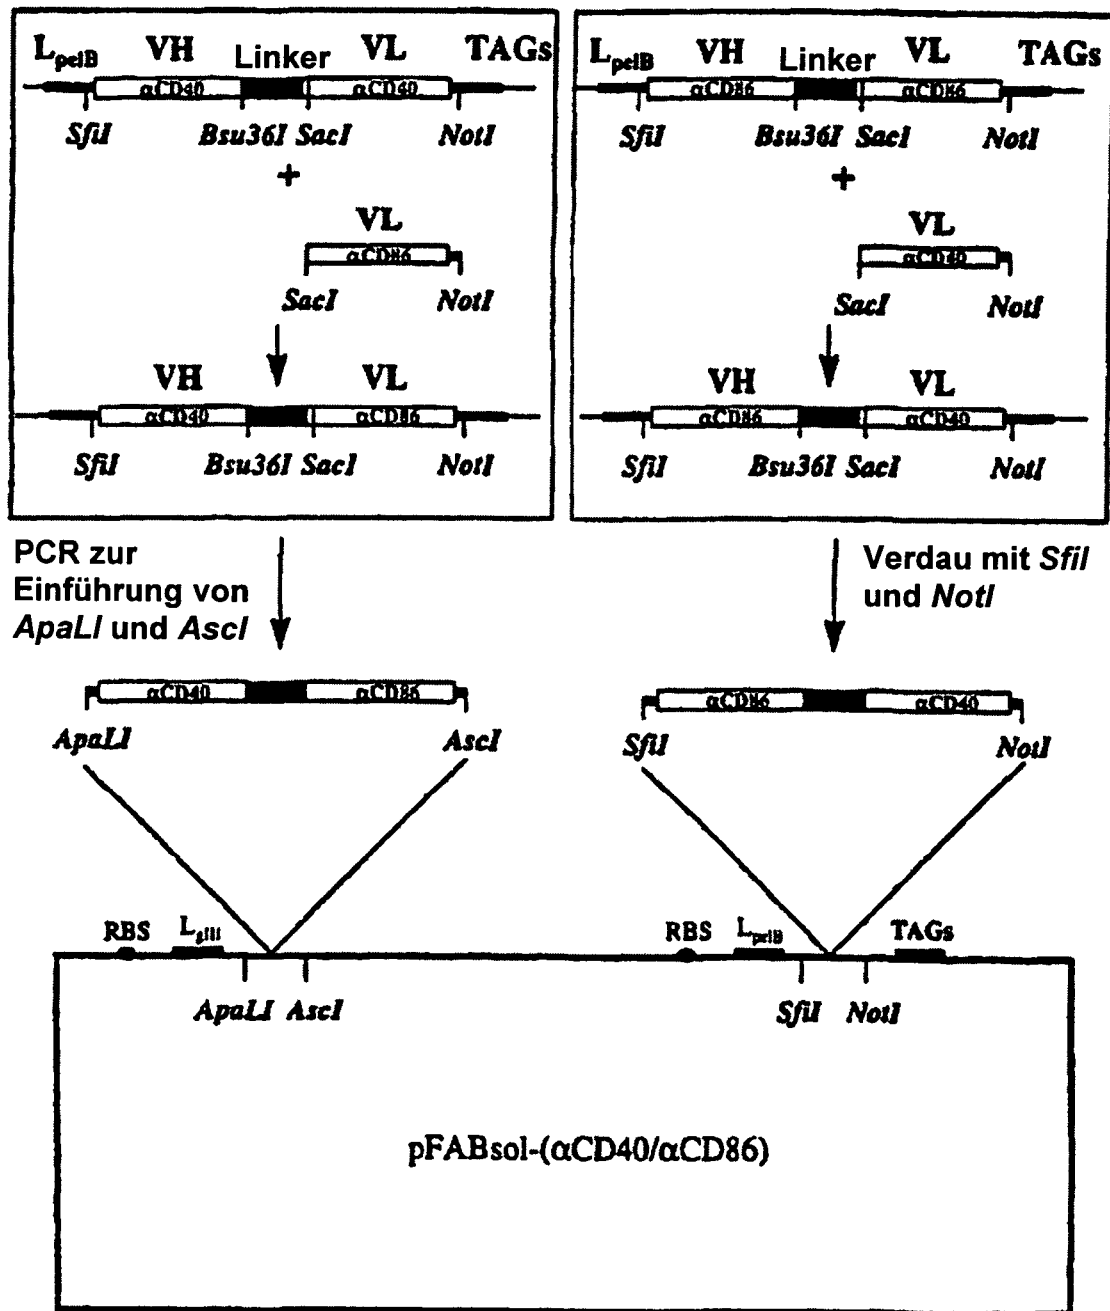 LpelB VH Linker VL TAGs
αCD40 αCD40
SfiI Bsu36I SacI NotI
+
VL
αCD86
SacI NotI
VH VL
αCD40 αCD86
SfiI Bsu36I SacI NotI
LpelB VH Linker VL TAGs
αCD86 αCD86
SfiI Bsu36I SacI NotI
+
VL
αCD40
SacI NotI
VH VL
αCD86 αCD40
SfiI Bsu36I SacI NotI
PCR zur
Einführung von
ApaLI und AscI
Verdau mit SfiI
und NotI
αCD40 αCD86
ApaLI AscI
αCD86 αCD40
SfiI NotI
RBS LgIII RBS LpelB TAGs
ApaLI AscI SfiI NotI
pFABsol-(αCD40/αCD86)